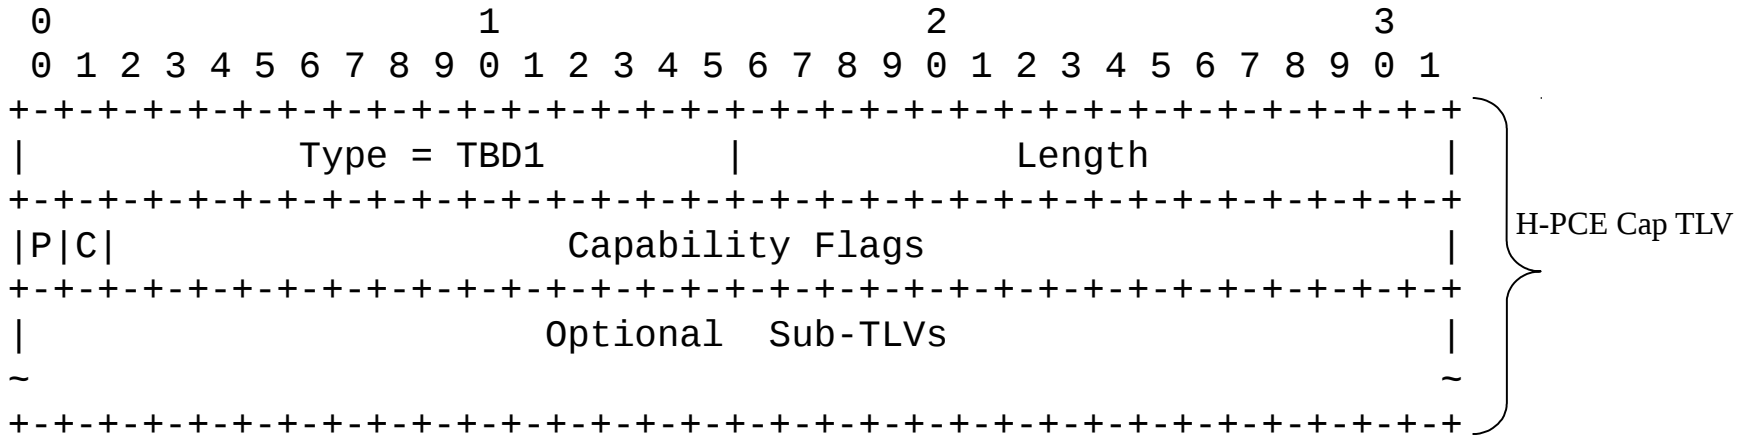 0                   1                   2                   3
 0 1 2 3 4 5 6 7 8 9 0 1 2 3 4 5 6 7 8 9 0 1 2 3 4 5 6 7 8 9 0 1
+-+-+-+-+-+-+-+-+-+-+-+-+-+-+-+-+-+-+-+-+-+-+-+-+-+-+-+-+-+-+-+-+
|            Type = TBD1        |            Length             |
+-+-+-+-+-+-+-+-+-+-+-+-+-+-+-+-+-+-+-+-+-+-+-+-+-+-+-+-+-+-+-+-+
H-PCE Cap TLV
|P|C|                    Capability Flags                       |
+-+-+-+-+-+-+-+-+-+-+-+-+-+-+-+-+-+-+-+-+-+-+-+-+-+-+-+-+-+-+-+-+
|                       Optional  Sub-TLVs                      |
~                                                               ~
+-+-+-+-+-+-+-+-+-+-+-+-+-+-+-+-+-+-+-+-+-+-+-+-+-+-+-+-+-+-+-+-+